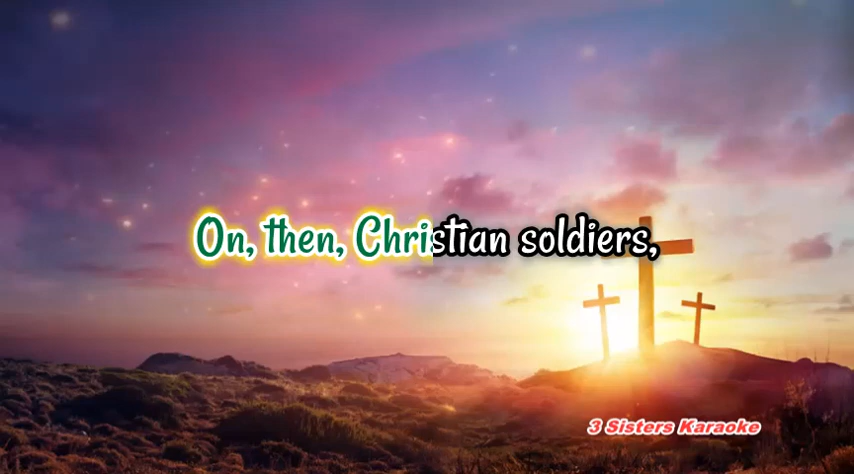 On, then, Christian soldiers,
3 Sisters Karaoke